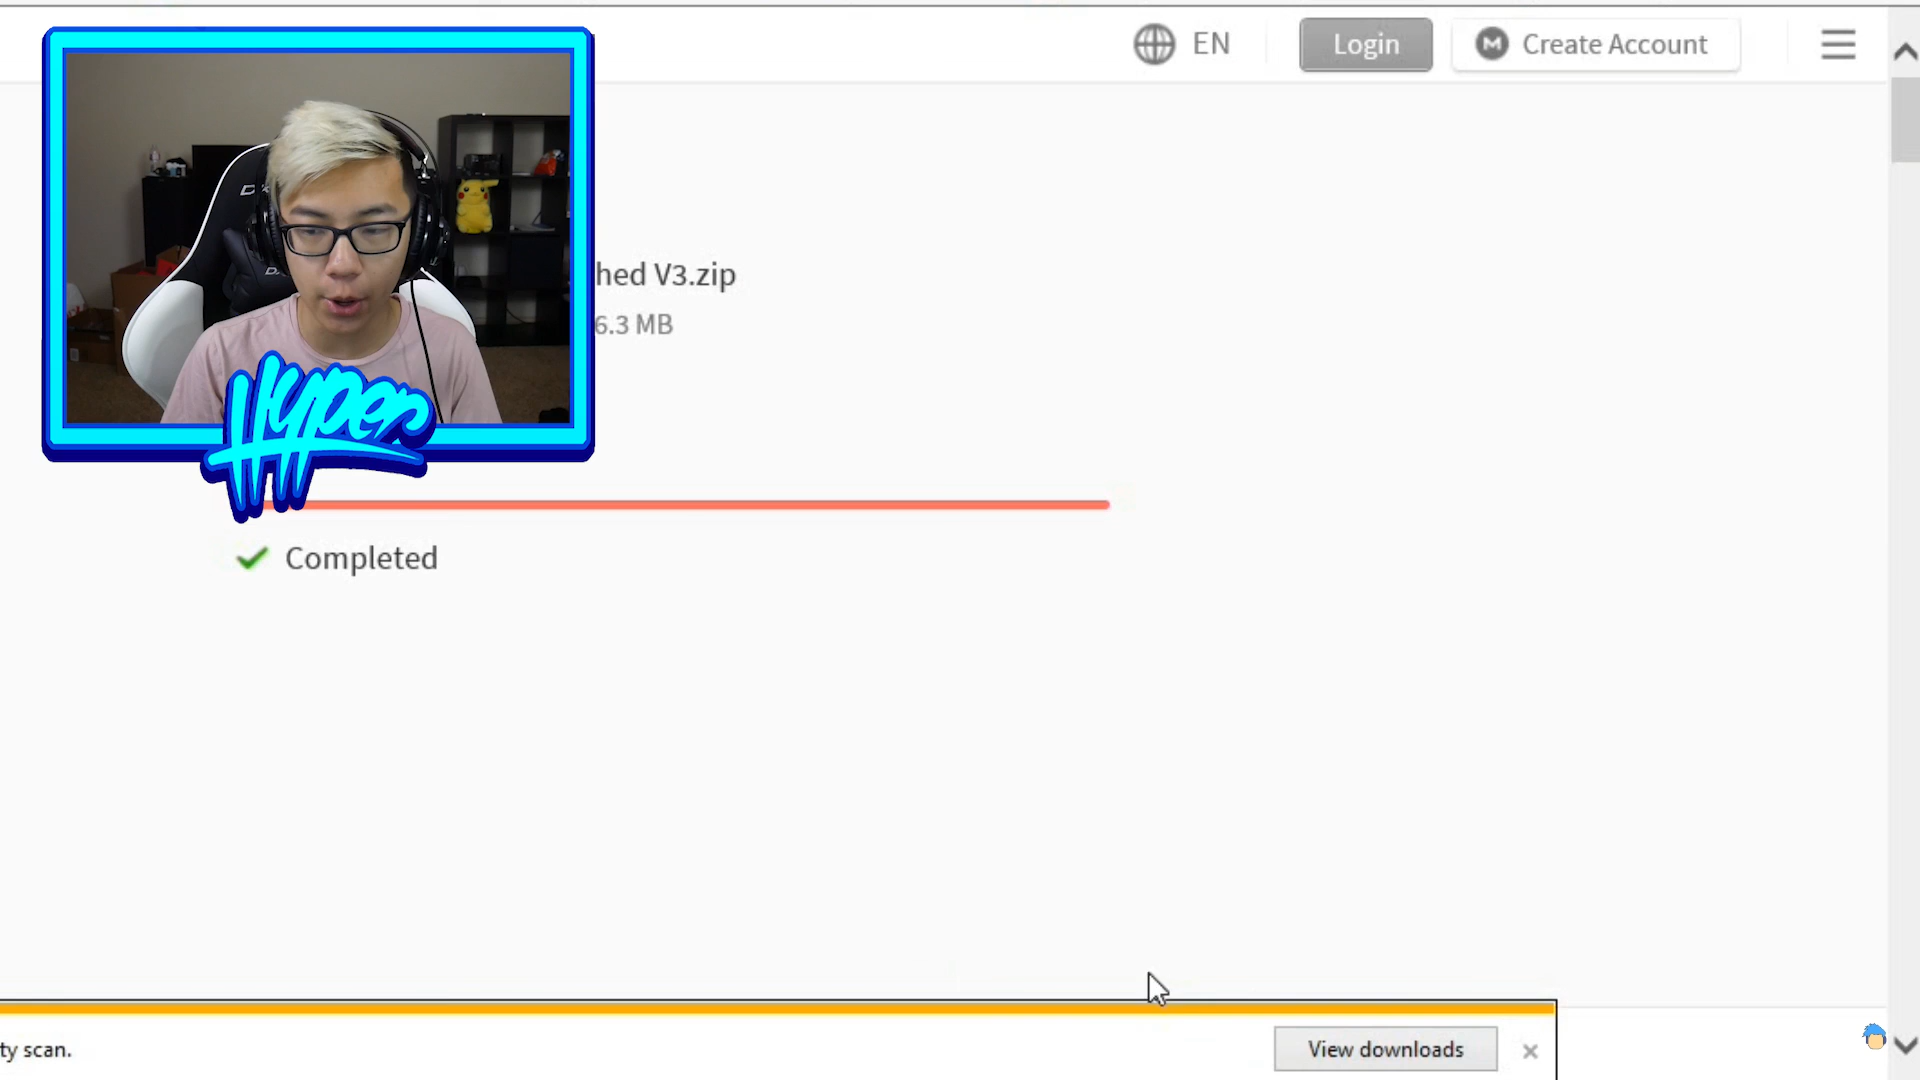 EN
Login
M Create Account
hed V3.zip
6.3 MB
Hyper
Completed
ty scan.
View downloads